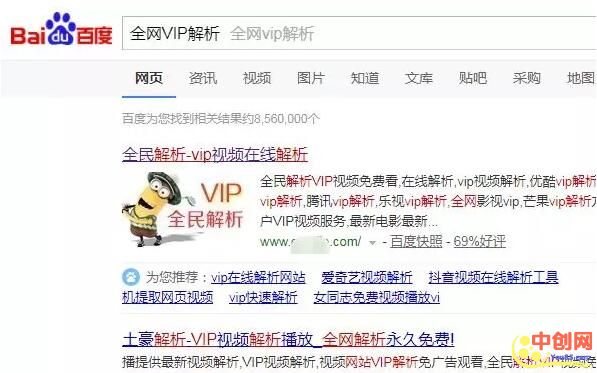 Bai du 百度
全网VIP解析 全网vip解析
网页 资讯 视频 图片 知道 文库 贴吧 采购 地图
百度为您找到相关结果约8,560,000个
全民解析-vip视频在线解析
VIP
全民解析
全民解析VIP视频免费看,在线解析,vip视频解析,优酷vip解析
vip解析,腾讯vip解析,乐视vip解析,全网影视vip,芒果vip解析
户VIP视频服务,最新电影最新...
www. .com/ - 百度快照 - 69%好评
为您推荐: vip在线解析网站 爱奇艺视频解析 抖音视频在线解析工具
机提取网页视频 vip快速解析 女同志免费视频播放vi
土豪解析-VIP视频解析播放_全网解析永久免费!
播提供最新视频VIP解析,VIP视频解析,视频网站VIP解析免广告观看,全民解析
中创网